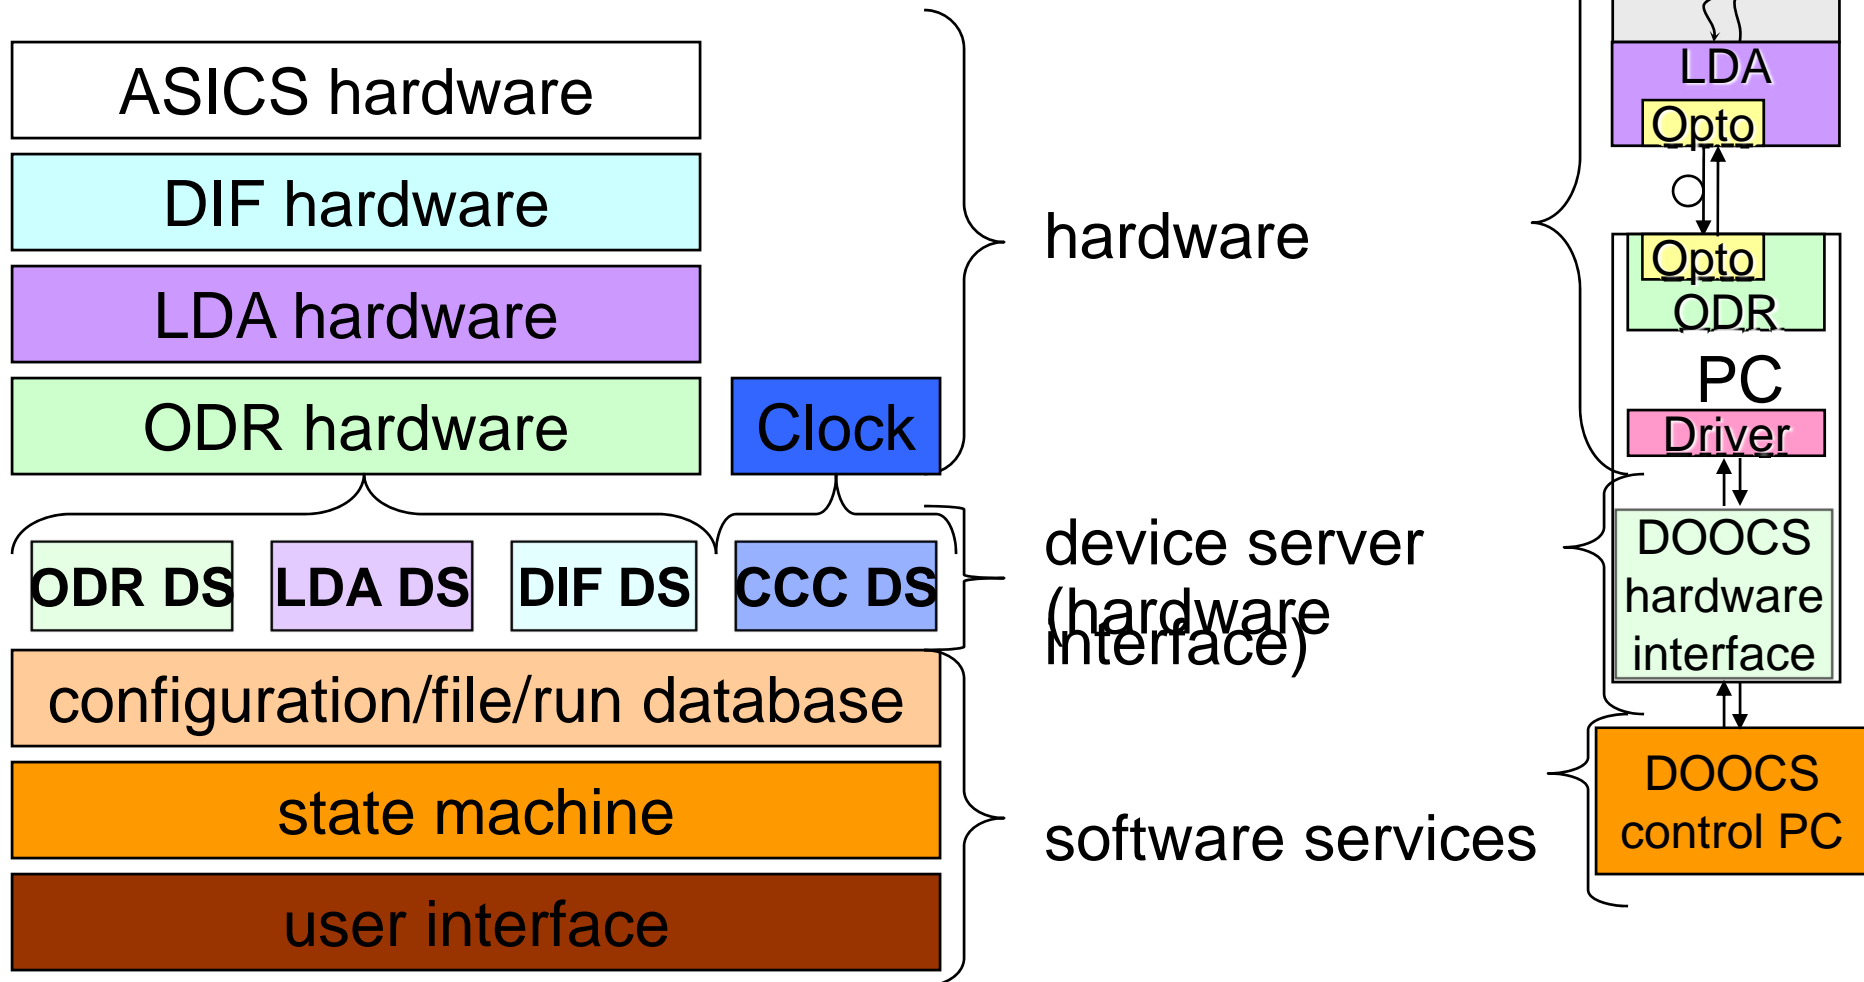 ASICS hardware
DIF hardware
LDA hardware
ODR hardware
Clock
ODR DS
LDA DS
DIF DS
CCC DS
configuration/file/run database
state machine
user interface
hardware
device server
(hardware
interface)
software services
LDA
Opto
Opto
ODR
PC
Driver
DOOCS
hardware
interface
DOOCS
control PC